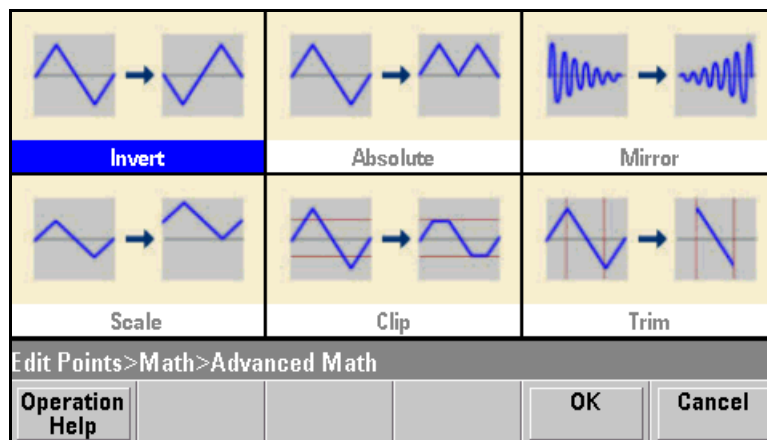 Invert
Absolute
Mirror
Scale
Clip
Trim
Edit Points>Math>Advanced Math
Operation
Help
OK
Cancel